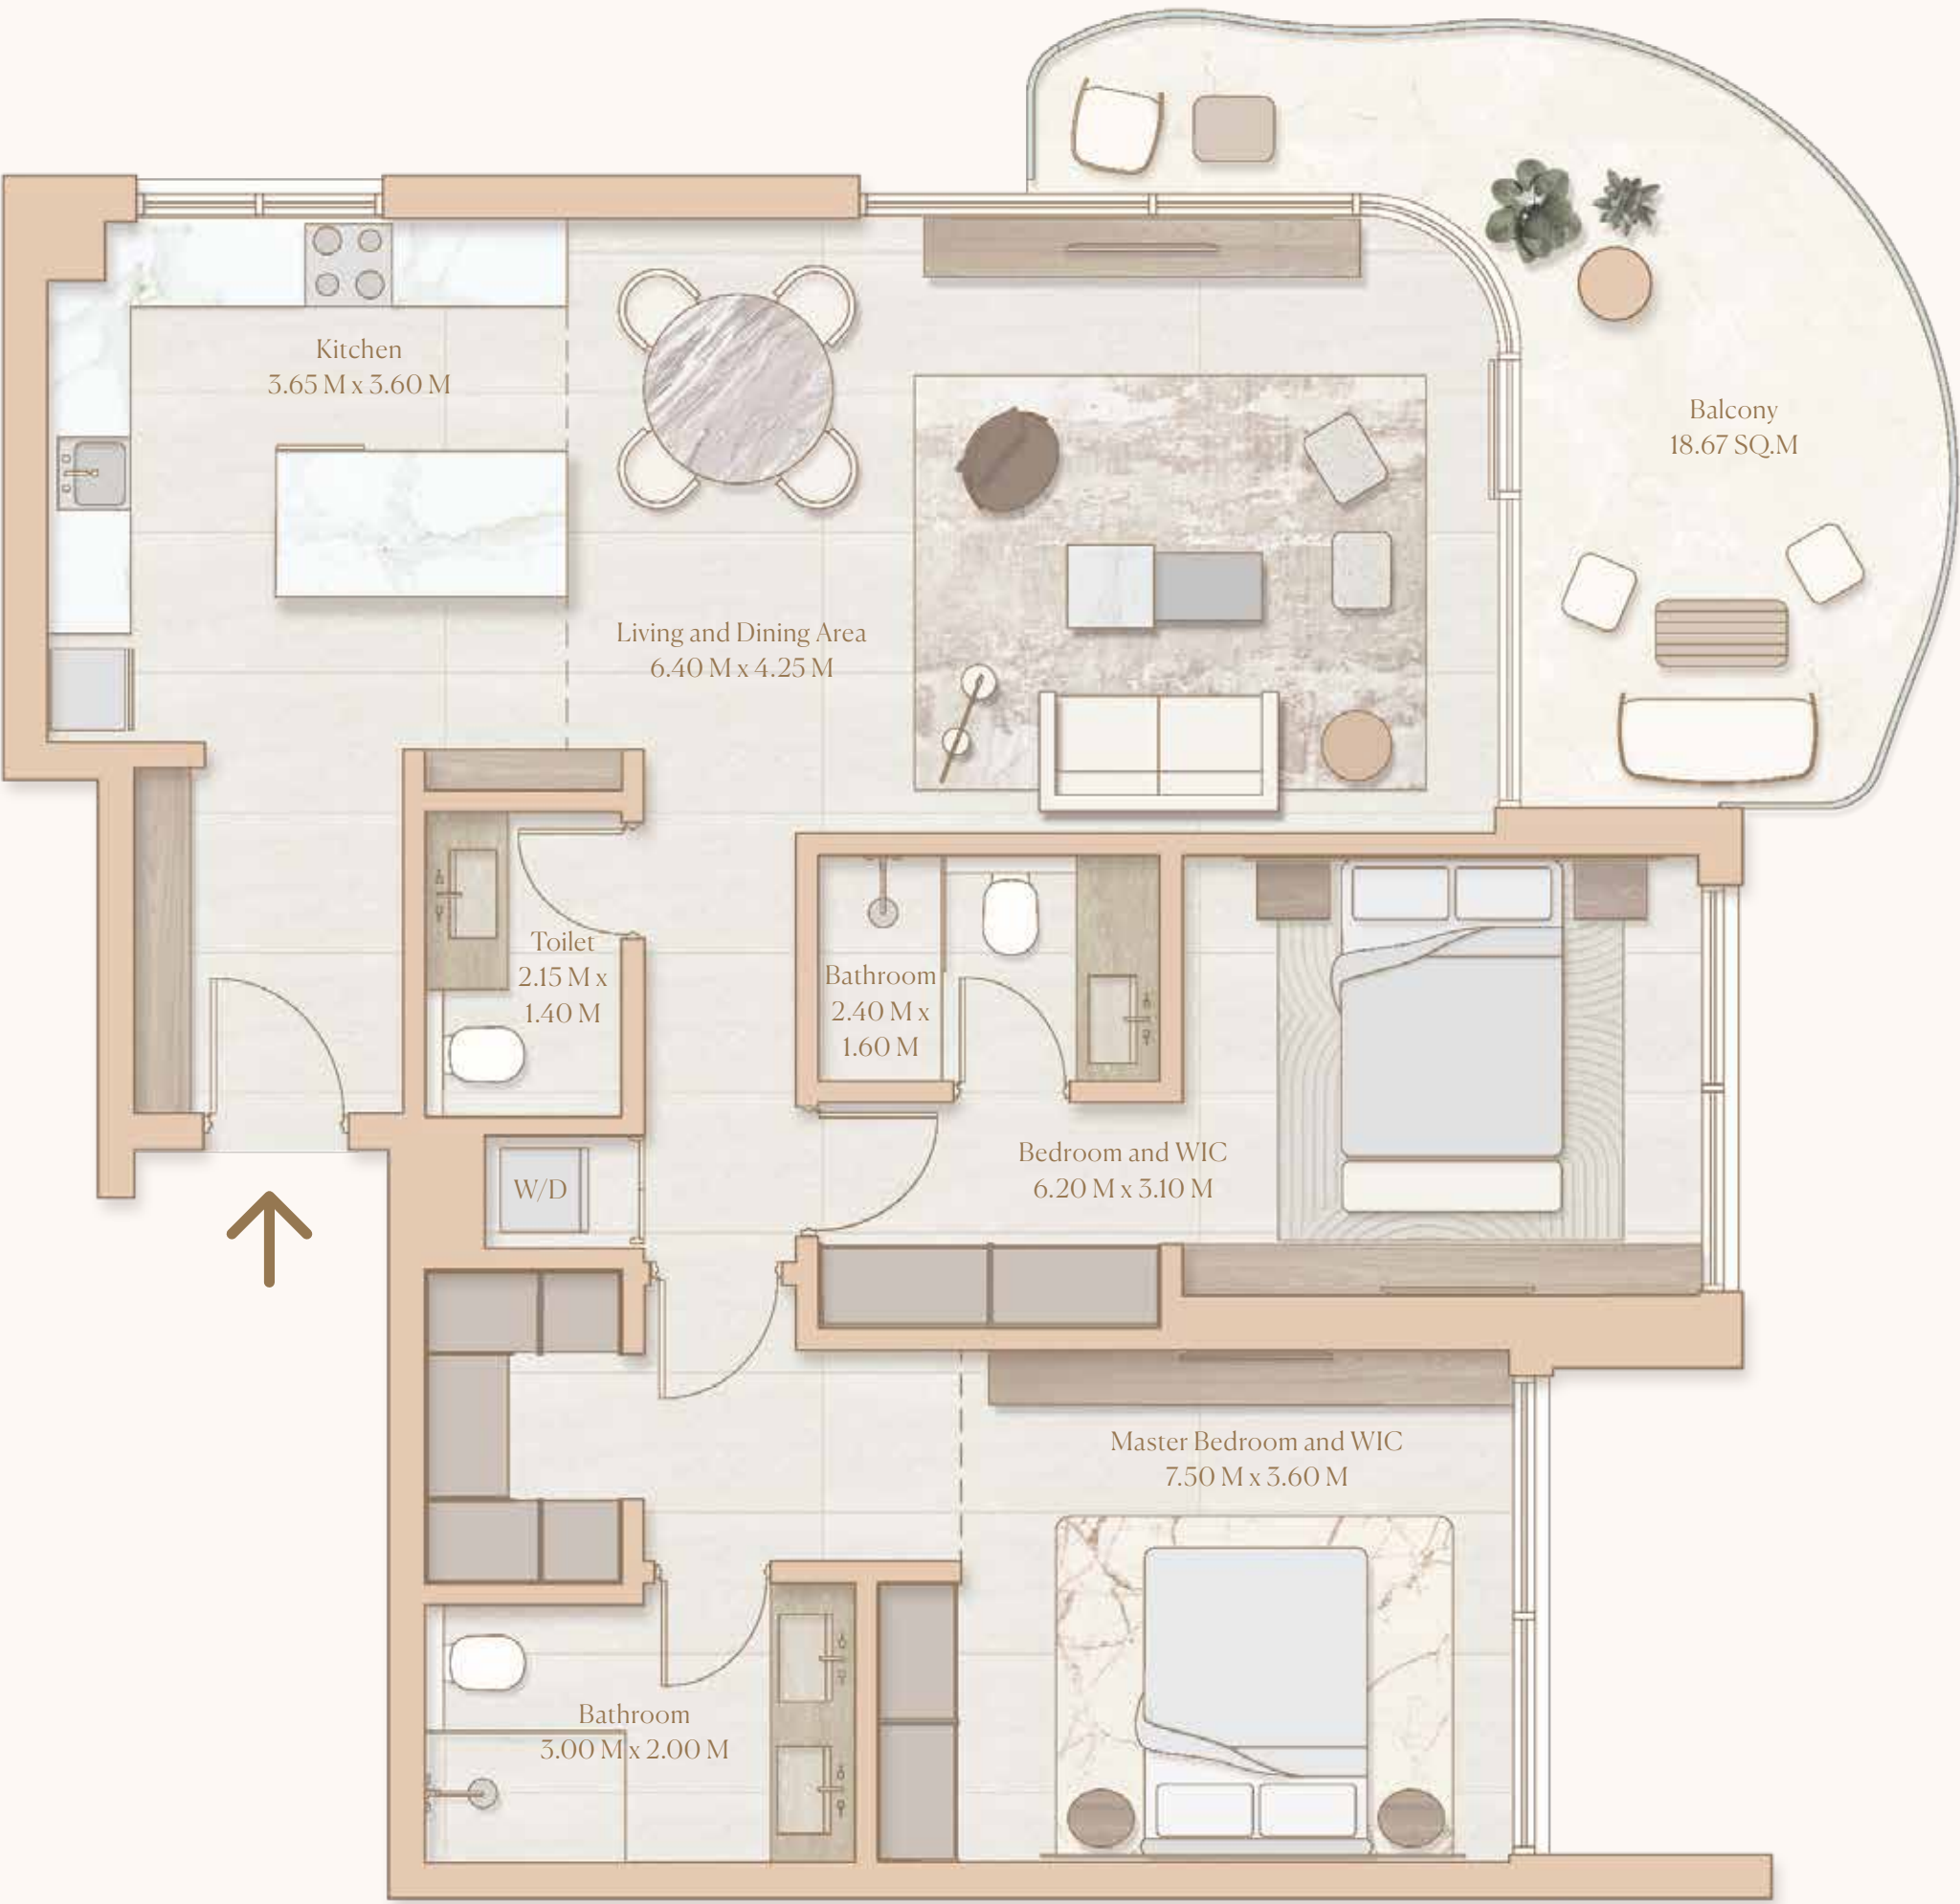 Kitchen
3.65 M x 3.60 M
Balcony
18.67 SQ.M
Living and Dining Area
6.40 M x 4.25 M
Toilet
2.15 M x
1.40 M
Bathroom
2.40 M x
1.60 M
Bedroom and WIC
6.20 M x 3.10 M
W/D
Master Bedroom and WIC
7.50 M x 3.60 M
Bathroom
3.00 M x 2.00 M